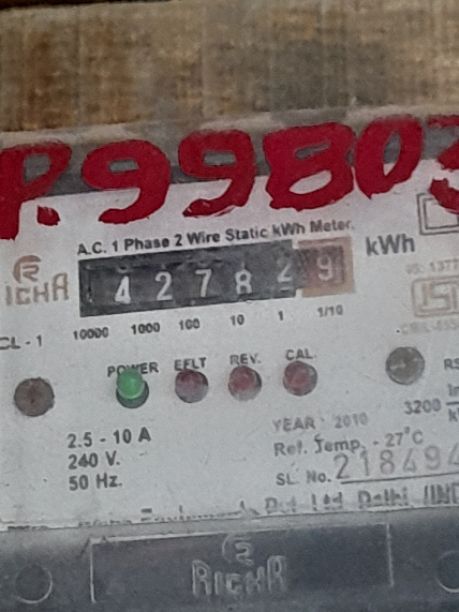 P.99B03
A.C. 1 Phase 2 Wire Static kWh Meter.
RICHA
4 2 7 8 2 9 kWh
CL - 1
10000 1000 100 10 1 1/10
POWER EFLT REV. CAL.
3200
2.5 - 10 A
240 V.
50 Hz.
YEAR : 2010
Ref. Temp. - 27°C
SL. No. 218494
Pvt. Ltd. Delhi
RICHA